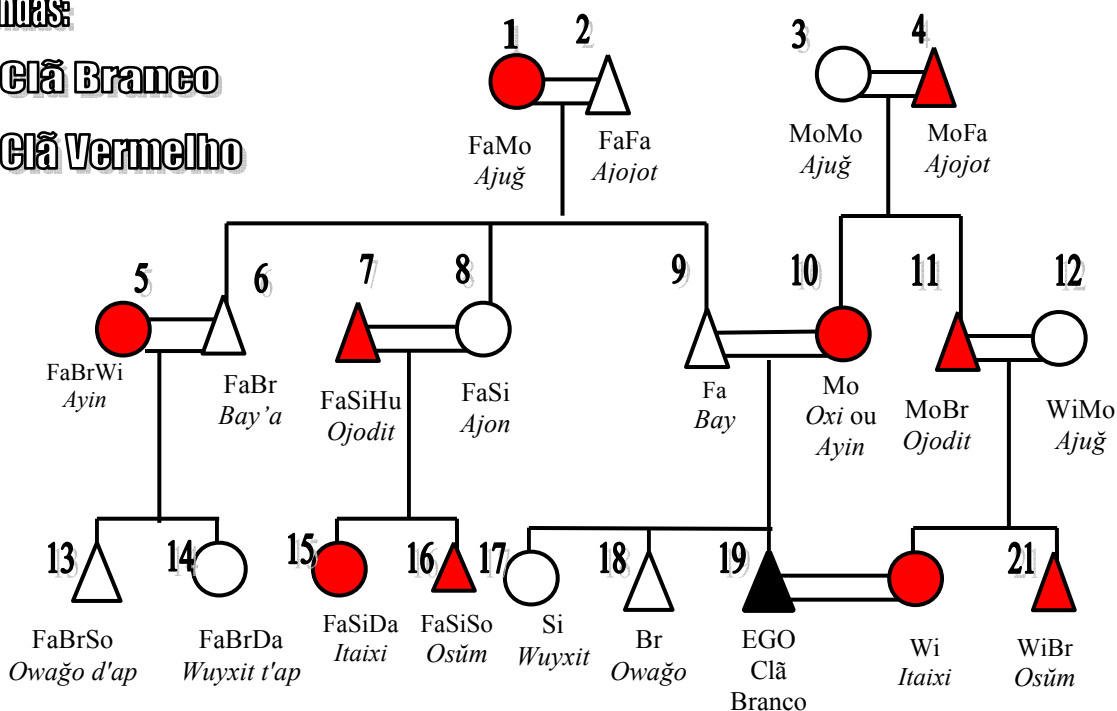 ndas:
Clã Branco
Clã Vermelho
1 2 3 4
FaMo
Ajuğ
FaFa
Ajojot
MoMo
Ajuğ
MoFa
Ajojot
5 6 7 8 9 10 11 12
FaBrWi
Ayin
FaBr
Bay’a
FaSiHu
Ojodit
FaSi
Ajon
Fa
Bay
Mo
Oxi ou
Ayin
MoBr
Ojodit
WiMo
Ajuğ
13 14 15 16 17 18 19 21
FaBrSo
Owağo d'ap
FaBrDa
Wuyxit t'ap
FaSiDa
Itaixi
FaSiSo
Osŭm
Si
Wuyxit
Br
Owağo
EGO
Clã
Branco
Wi
Itaixi
WiBr
Osŭm